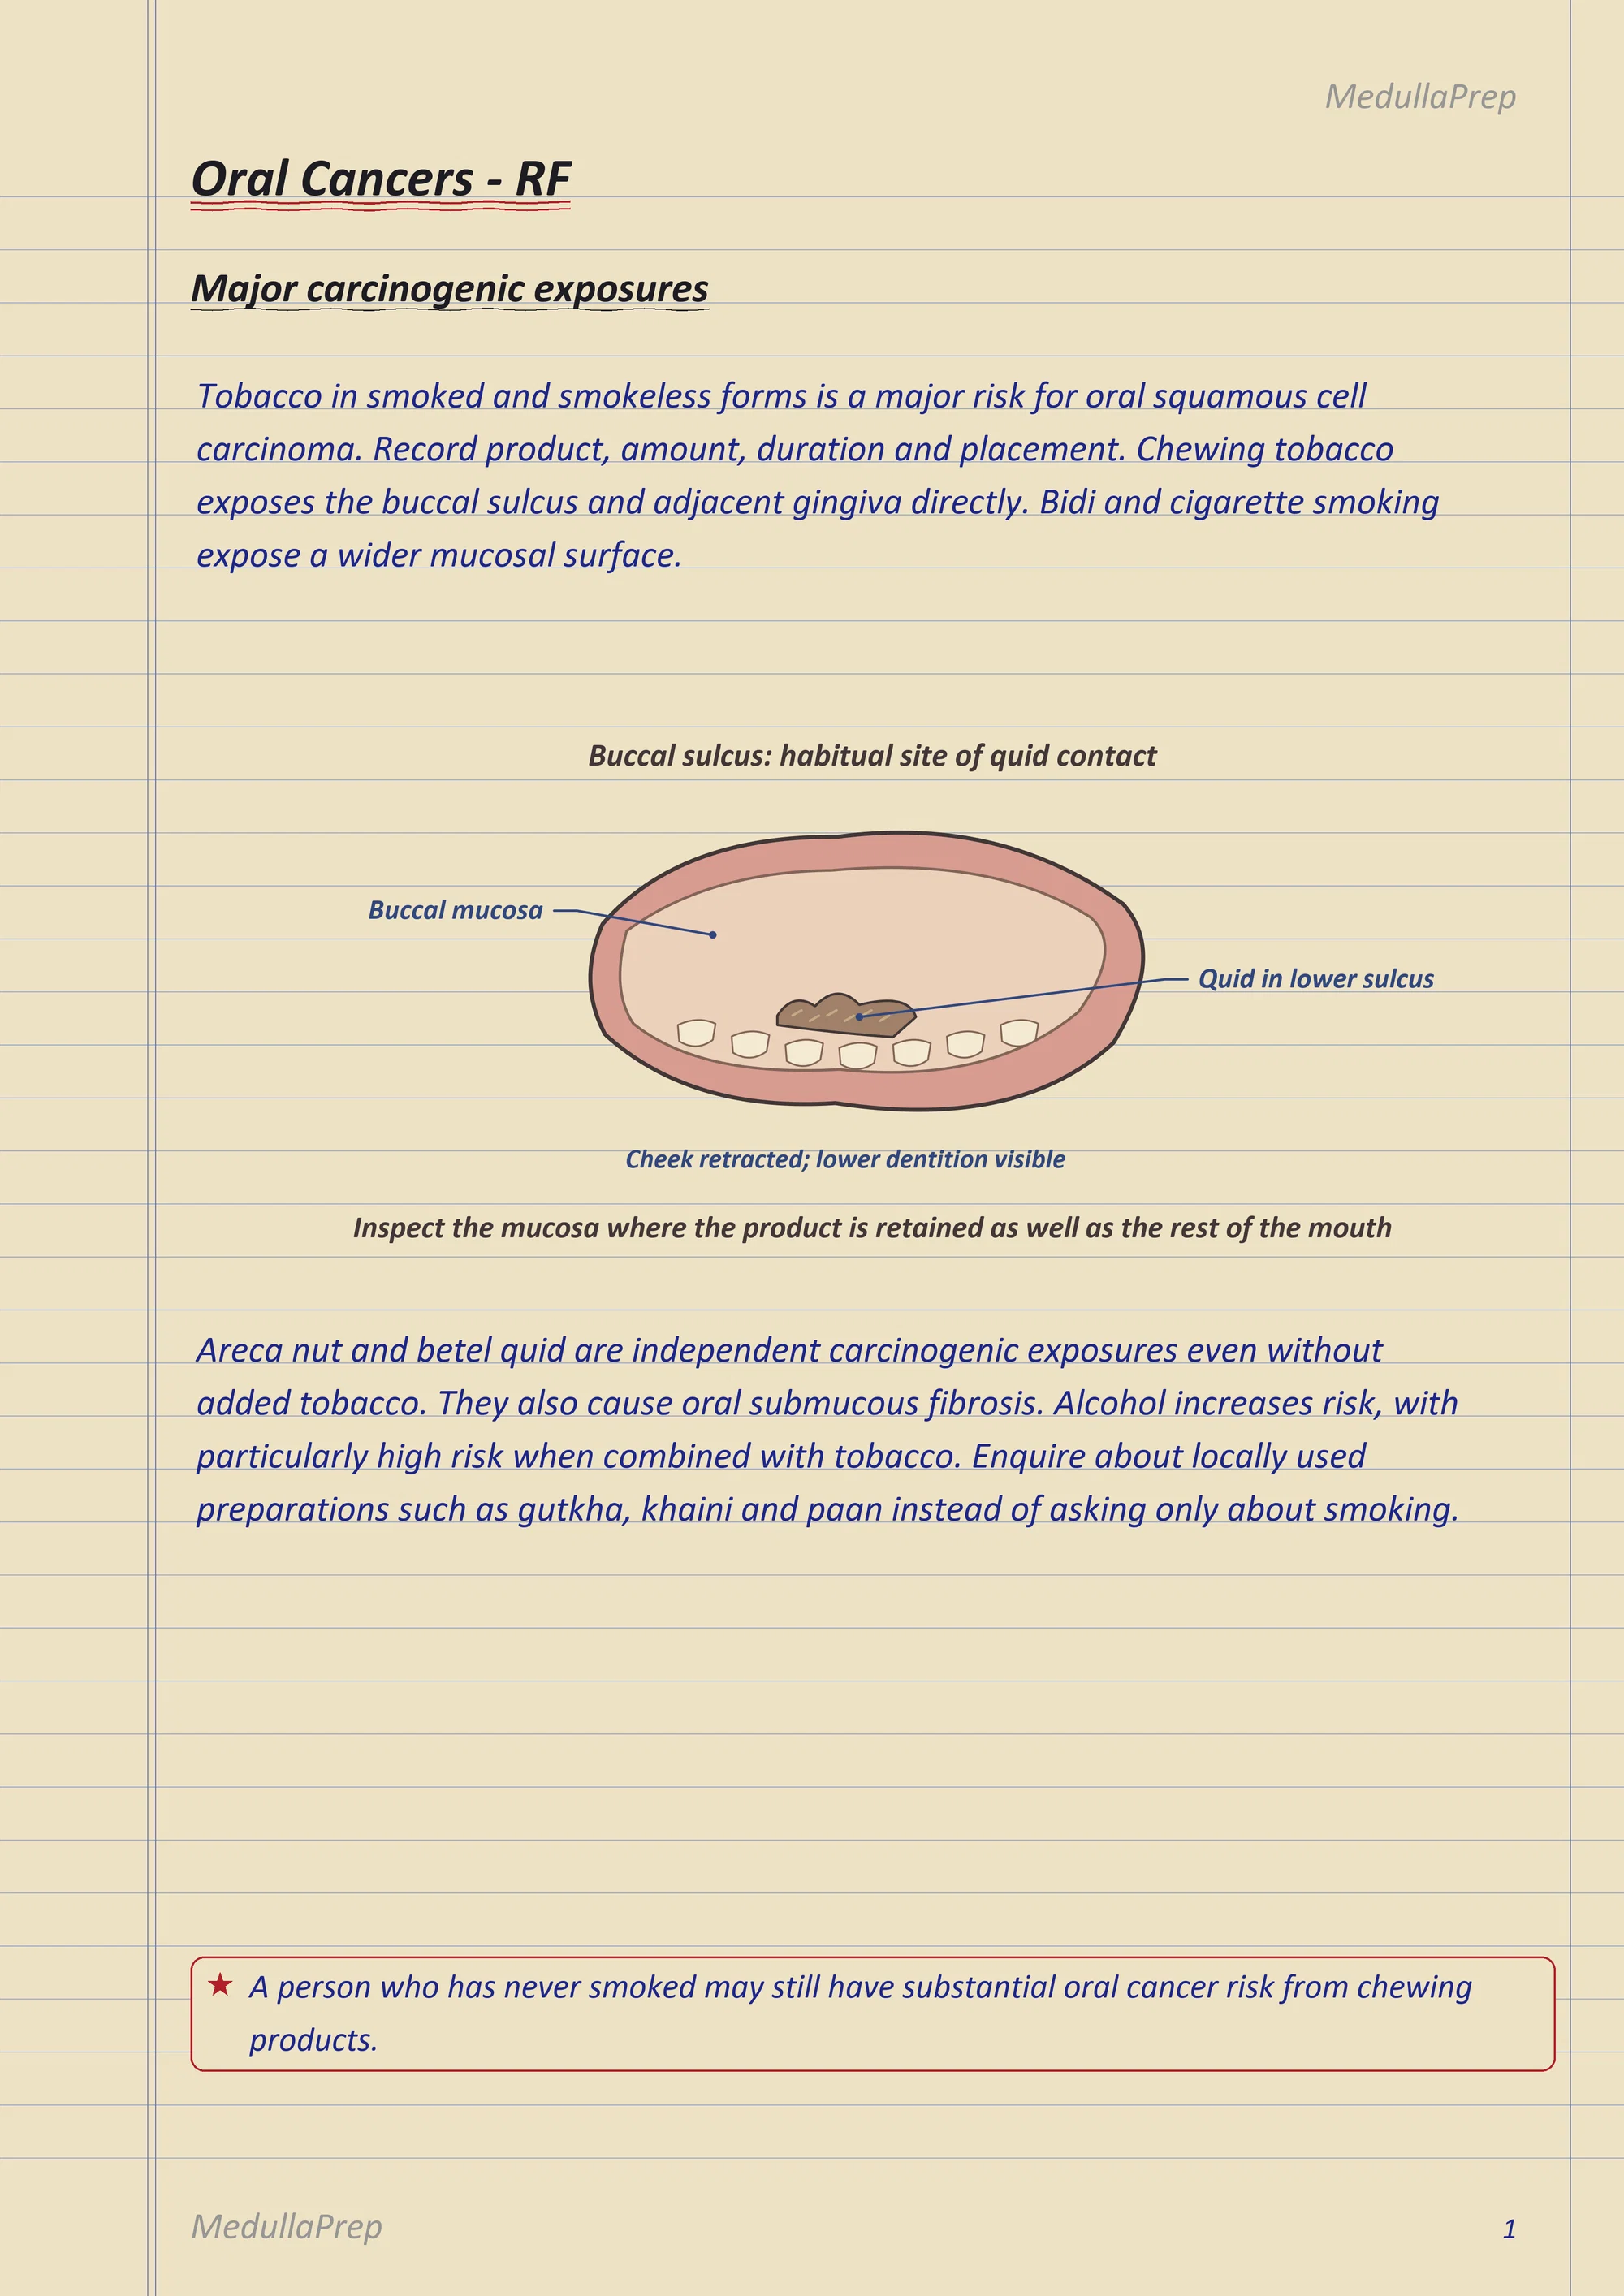 MedullaPrep
Oral Cancers - RF
Major carcinogenic exposures
Tobacco in smoked and smokeless forms is a major risk for oral squamous cell
carcinoma. Record product, amount, duration and placement. Chewing tobacco
exposes the buccal sulcus and adjacent gingiva directly. Bidi and cigarette smoking
expose a wider mucosal surface.
Buccal sulcus: habitual site of quid contact
Buccal mucosa
Quid in lower sulcus
Cheek retracted; lower dentition visible
Inspect the mucosa where the product is retained as well as the rest of the mouth
Areca nut and betel quid are independent carcinogenic exposures even without
added tobacco. They also cause oral submucous fibrosis. Alcohol increases risk, with
particularly high risk when combined with tobacco. Enquire about locally used
preparations such as gutkha, khaini and paan instead of asking only about smoking.
★ A person who has never smoked may still have substantial oral cancer risk from chewing
products.
MedullaPrep
1